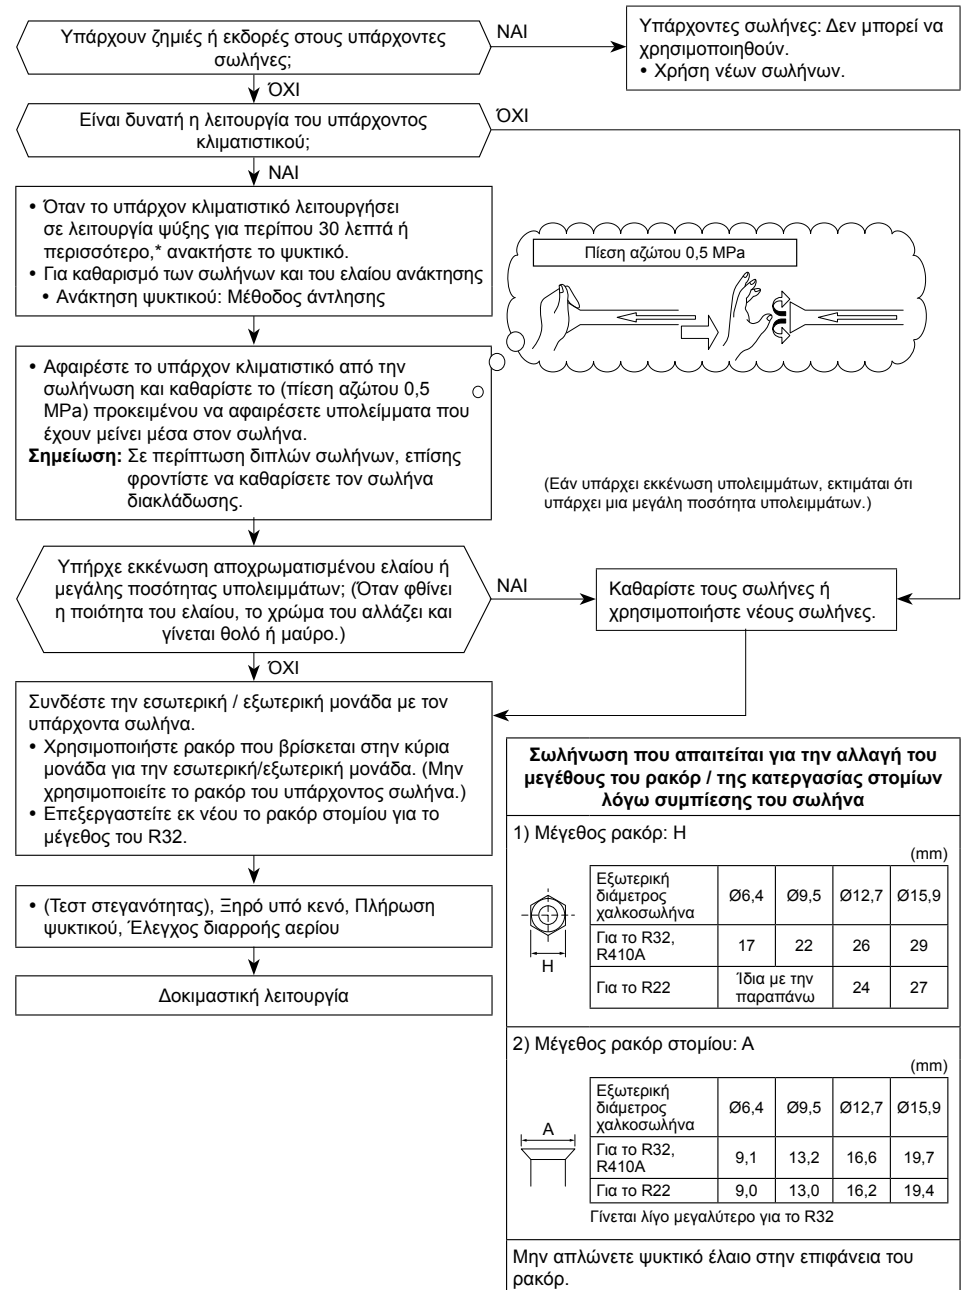 Υπάρχουν ζημιές ή εκδορές στους υπάρχοντες
σωλήνες;
ΝΑΙ
Υπάρχοντες σωλήνες: Δεν μπορεί να
χρησιμοποιηθούν.
• Χρήση νέων σωλήνων.
ΌΧΙ
Είναι δυνατή η λειτουργία του υπάρχοντος
κλιματιστικού;
ΌΧΙ
ΝΑΙ
• Όταν το υπάρχον κλιματιστικό λειτουργήσει
σε λειτουργία ψύξης για περίπου 30 λεπτά ή
περισσότερο,* ανακτήστε το ψυκτικό.
• Για καθαρισμό των σωλήνων και του ελαίου ανάκτησης
• Ανάκτηση ψυκτικού: Μέθοδος άντλησης
Πίεση αζώτου 0,5 MPa
• Αφαιρέστε το υπάρχον κλιματιστικό από την
σωλήνωση και καθαρίστε το (πίεση αζώτου 0,5
MPa) προκειμένου να αφαιρέσετε υπολείμματα που
έχουν μείνει μέσα στον σωλήνα.
Σημείωση: Σε περίπτωση διπλών σωλήνων, επίσης
φροντίστε να καθαρίσετε τον σωλήνα
διακλάδωσης.
(Εάν υπάρχει εκκένωση υπολειμμάτων, εκτιμάται ότι
υπάρχει μια μεγάλη ποσότητα υπολειμμάτων.)
Υπήρχε εκκένωση αποχρωματισμένου ελαίου ή
μεγάλης ποσότητας υπολειμμάτων; (Όταν φθίνει
η ποιότητα του ελαίου, το χρώμα του αλλάζει και
γίνεται θολό ή μαύρο.)
ΝΑΙ
Καθαρίστε τους σωλήνες ή
χρησιμοποιήστε νέους σωλήνες.
ΌΧΙ
Συνδέστε την εσωτερική / εξωτερική μονάδα με τον
υπάρχοντα σωλήνα.
• Χρησιμοποιήστε ρακόρ που βρίσκεται στην κύρια
μονάδα για την εσωτερική/εξωτερική μονάδα. (Μην
χρησιμοποιείτε το ρακόρ του υπάρχοντος σωλήνα.)
• Επεξεργαστείτε εκ νέου το ρακόρ στομίου για το
μέγεθος του R32.
• (Τεστ στεγανότητας), Ξηρό υπό κενό, Πλήρωση
ψυκτικού, Έλεγχος διαρροής αερίου
Δοκιμαστική λειτουργία
Σωλήνωση που απαιτείται για την αλλαγή του
μεγέθους του ρακόρ / της κατεργασίας στομίων
λόγω συμπίεσης του σωλήνα
1) Μέγεθος ρακόρ: H
(mm)
H
Εξωτερική
διάμετρος
χαλκοσωλήνα
Ø6,4 Ø9,5 Ø12,7 Ø15,9
Για το R32,
R410A
17 22 26 29
Για το R22
Ίδια με την
παραπάνω
24 27
2) Μέγεθος ρακόρ στομίου: A
(mm)
A
Εξωτερική
διάμετρος
χαλκοσωλήνα
Ø6,4 Ø9,5 Ø12,7 Ø15,9
Για το R32,
R410A
9,1 13,2 16,6 19,7
Για το R22 9,0 13,0 16,2 19,4
Γίνεται λίγο μεγαλύτερο για το R32
Μην απλώνετε ψυκτικό έλαιο στην επιφάνεια του
ρακόρ.